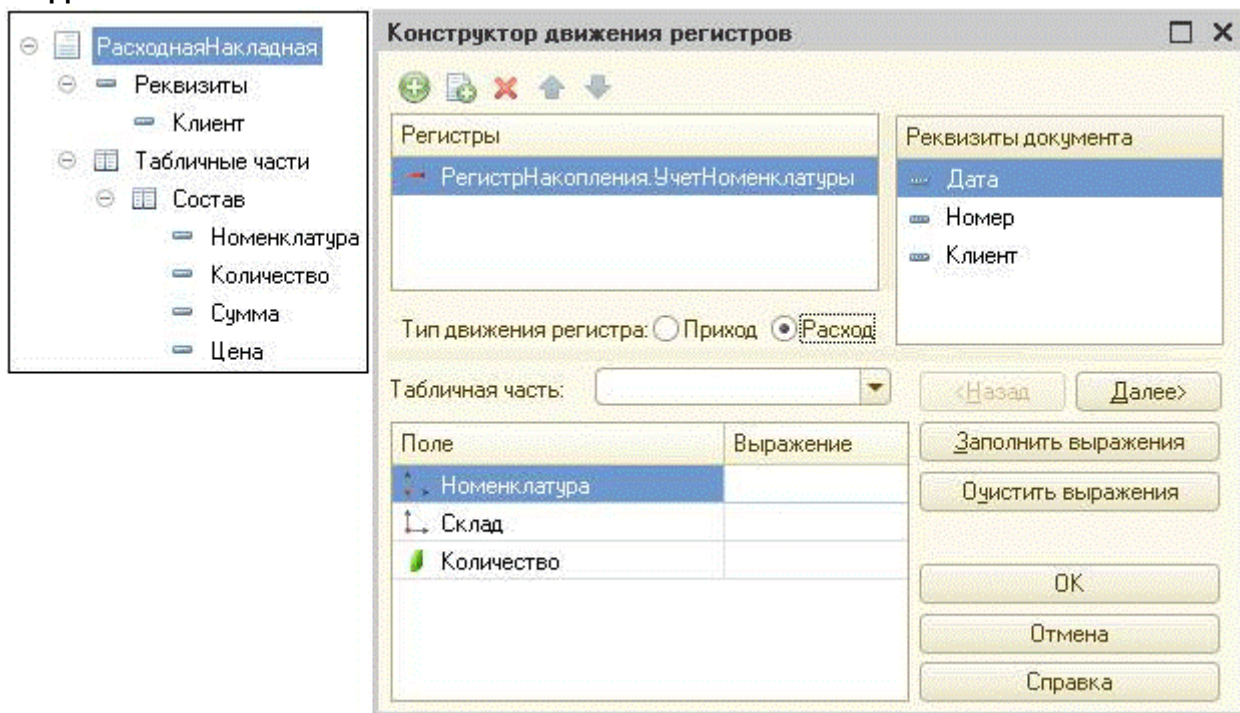 РасходнаяНакладная
Реквизиты
Клиент
Табличные части
Состав
Номенклатура
Количество
Сумма
Цена
Конструктор движения регистров
Регистры
РегистрНакопления.УчетНоменклатуры
Реквизиты документа
Дата
Номер
Клиент
Тип движения регистра: Приход Расход
Табличная часть:
<Назад Далее>
Поле Выражение
Номенклатура
Склад
Количество
Заполнить выражения
Очистить выражения
ОК
Отмена
Справка